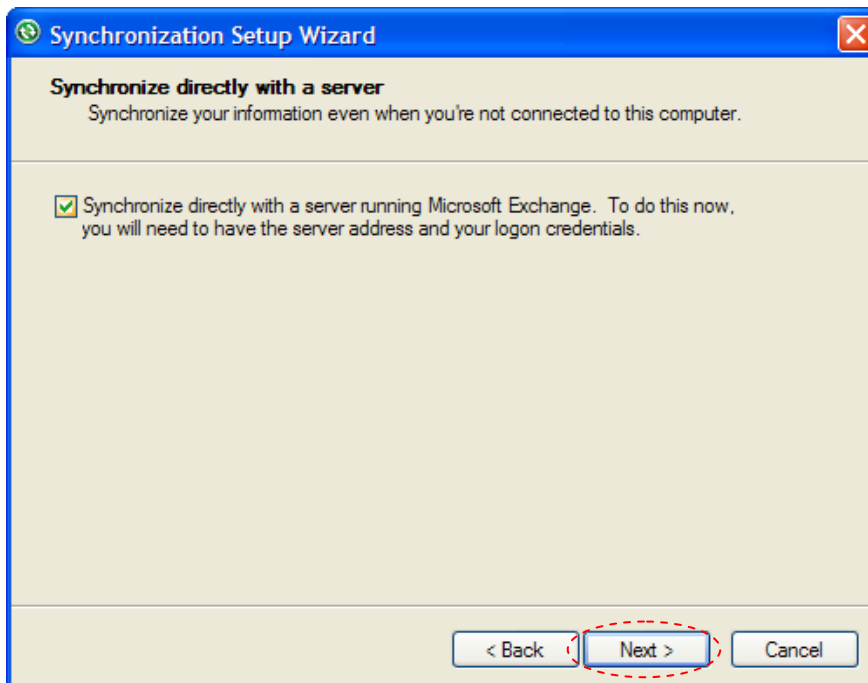 Synchronization Setup Wizard
Synchronize directly with a server
Synchronize your information even when you're not connected to this computer.
Synchronize directly with a server running Microsoft Exchange. To do this now,
you will need to have the server address and your logon credentials.
< Back Next > Cancel